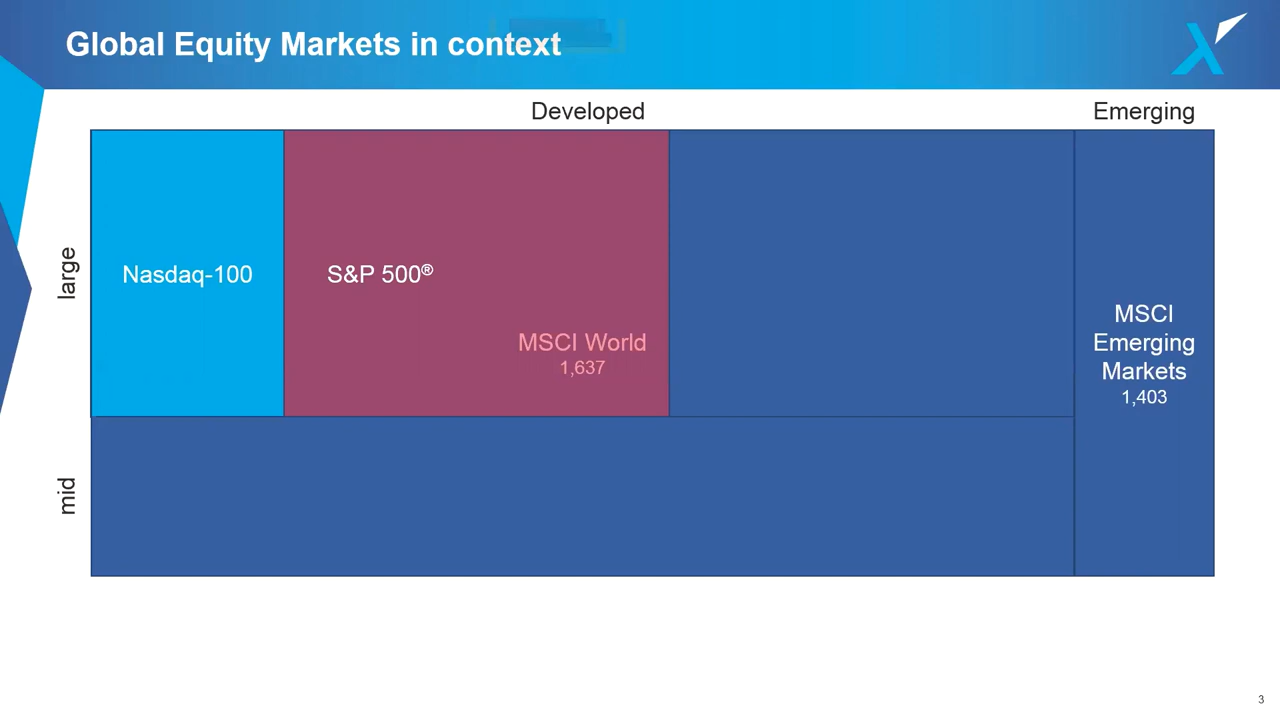 Global Equity Markets in context
Developed
Emerging
large
Nasdaq-100
S&P 500®
MSCI World
1,637
MSCI
Emerging
Markets
1,403
mid
3